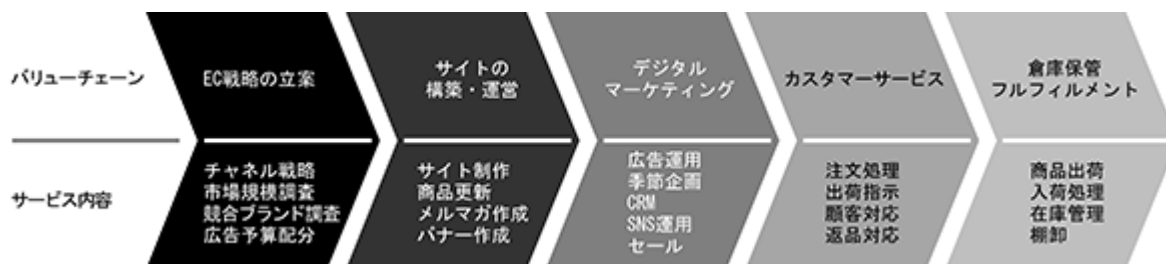 バリューチェーン
EC戦略の立案
サイトの
構築・運営
デジタル
マーケティング
カスタマーサービス
倉庫保管
フルフィルメント
サービス内容
チャネル戦略
市場規模調査
競合ブランド調査
広告予算配分
サイト制作
商品更新
メルマガ作成
バナー作成
広告運用
季節企画
CRM
SNS運用
セール
注文処理
出荷指示
顧客対応
返品対応
商品出荷
入荷処理
在庫管理
棚卸